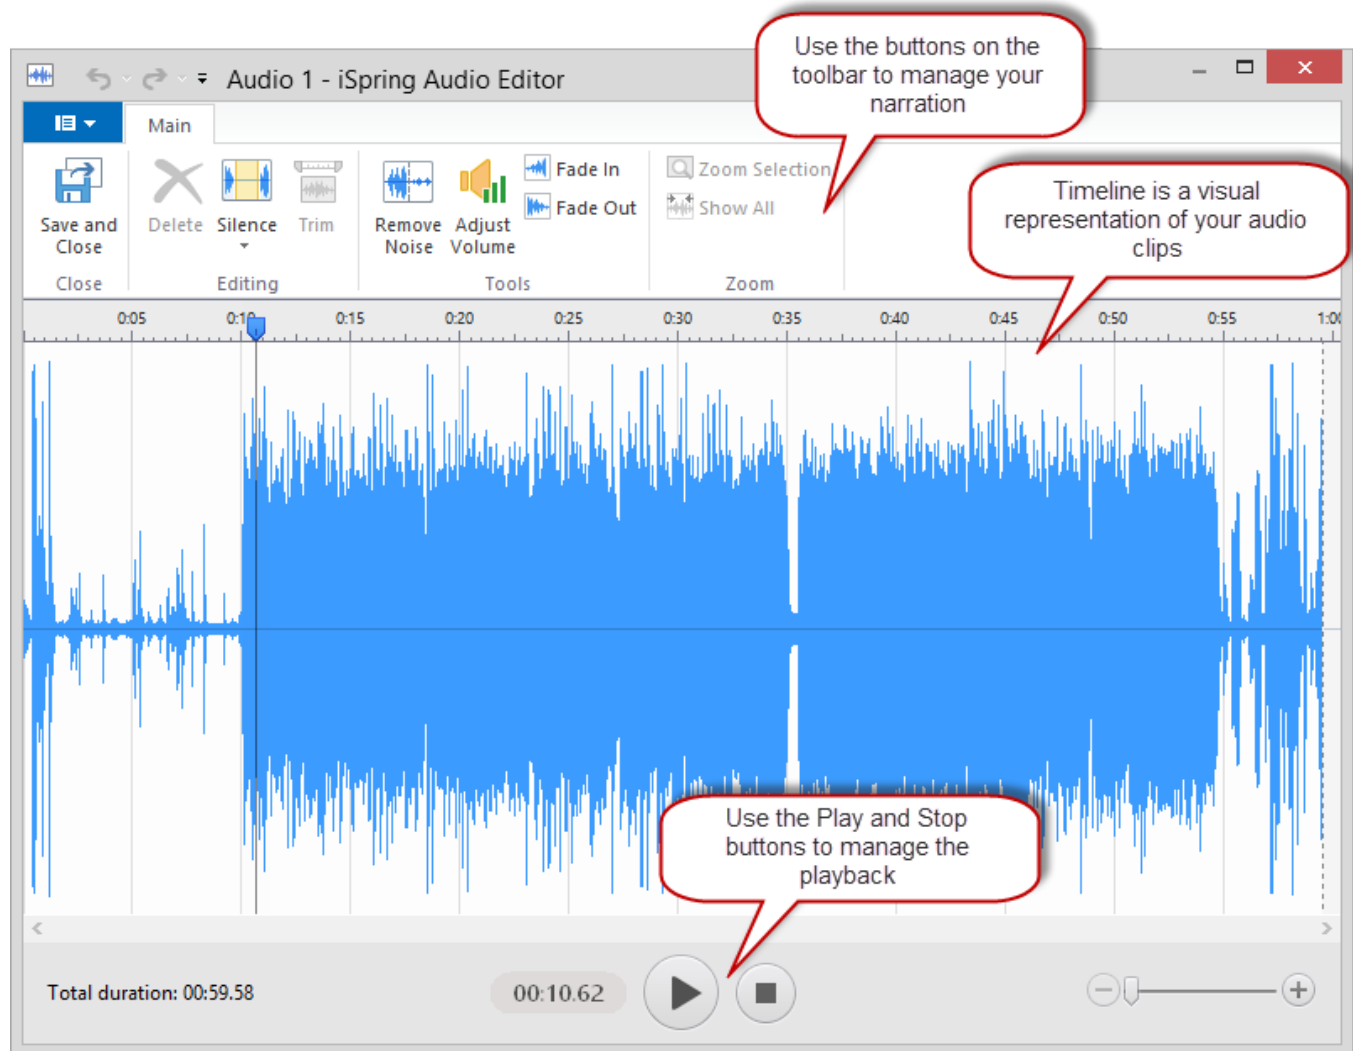 Use the buttons on the
toolbar to manage your
narration
Audio 1 - iSpring Audio Editor
Main
Save and
Close
Delete
Silence
Trim
Remove
Noise
Adjust
Volume
Fade In
Fade Out
Zoom Selection
Show All
Close
Editing
Tools
Zoom
Timeline is a visual
representation of your audio
clips
0:05 0:10 0:15 0:20 0:25 0:30 0:35 0:40 0:45 0:50 0:55 1:00
Use the Play and Stop
buttons to manage the
playback
Total duration: 00:59.58
00:10.62